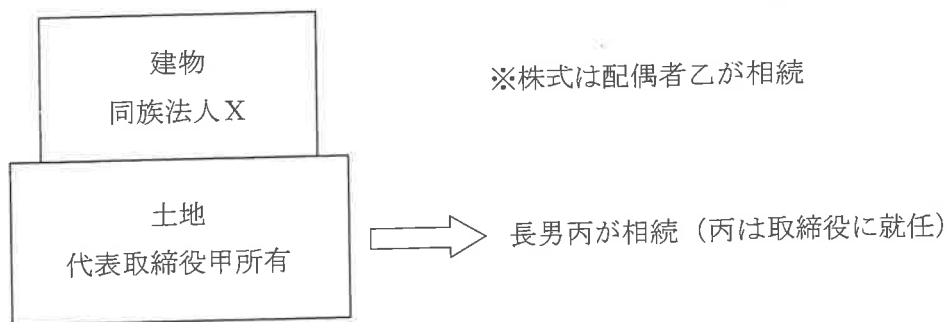 建物
同族法人X
※株式は配偶者乙が相続
土地
代表取締役甲所有
長男丙が相続(丙は取締役に就任)